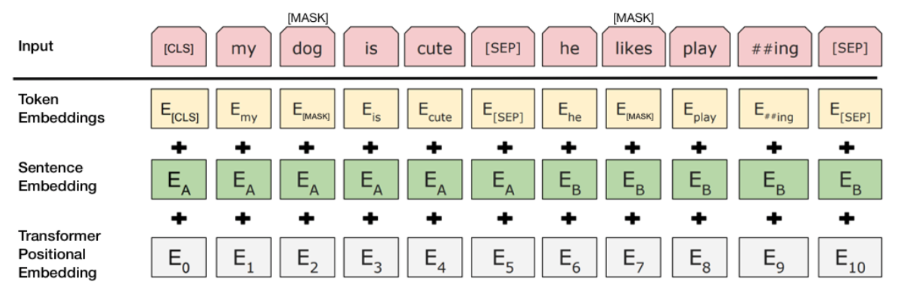 [MASK] [MASK]
Input [CLS] my dog is cute [SEP] he likes play ##ing [SEP]
Token Embeddings E[CLS] Emy E[MASK] Eis Ecute E[SEP] Ehe E[MASK] Eplay E##ing E[SEP]
+ + + + + + + + + + +
Sentence Embedding EA EA EA EA EA EA EB EB EB EB EB
+ + + + + + + + + + +
Transformer Positional Embedding E0 E1 E2 E3 E4 E5 E6 E7 E8 E9 E10